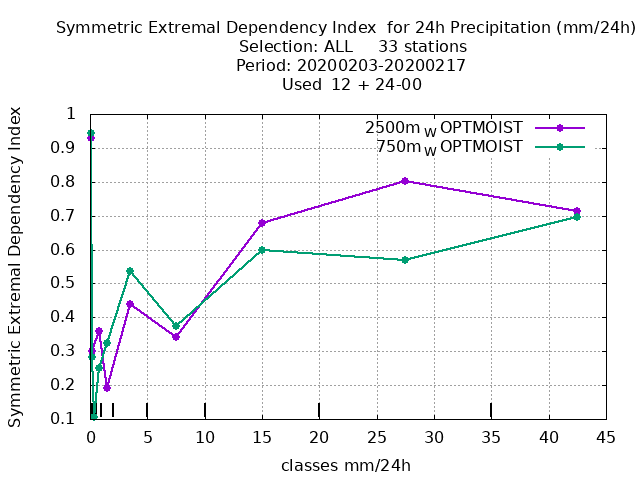 Symmetric Extremal Dependency Index for 24h Precipitation (mm/24h)
Selection: ALL 33 stations
Period: 20200203-20200217
Used 12 + 24-00
Symmetric Extremal Dependency Index
2500m W OPTMOIST
750m W OPTMOIST
1
0.9
0.8
0.7
0.6
0.5
0.4
0.3
0.2
0.1
0 5 10 15 20 25 30 35 40 45
classes mm/24h